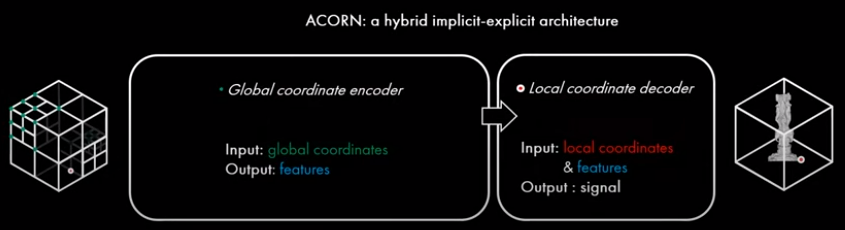 ACORN: a hybrid implicit-explicit architecture
Global coordinate encoder
Input: global coordinates
Output: features
Local coordinate decoder
Input: local coordinates
& features
Output : signal